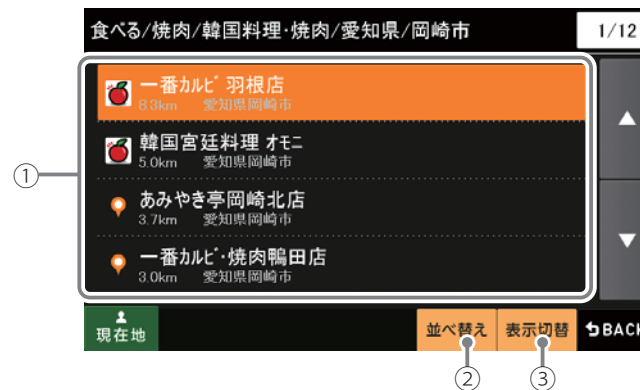 食べる/焼肉/韓国料理･焼肉/愛知県/岡崎市
1/12
一番ｶﾙﾋﾞ 羽根店
8.3km 愛知県岡崎市
韓国宮廷料理 ｵﾓﾆ
5.0km 愛知県岡崎市
①
あみやき亭岡崎北店
3.7km 愛知県岡崎市
一番ｶﾙﾋﾞ･焼肉鴨田店
3.0km 愛知県岡崎市
現在地
並べ替え
表示切替
BACK
②
③